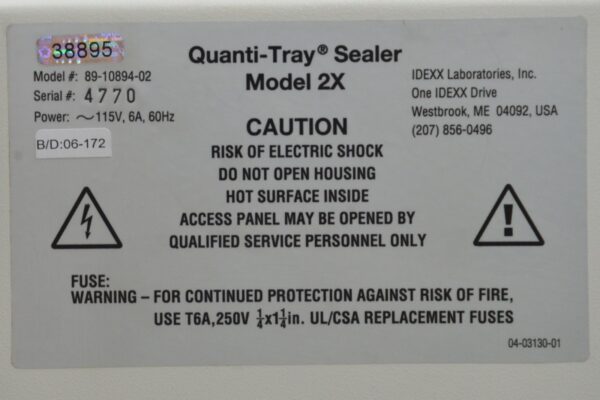 38895
Model #: 89-10894-02
Serial #: 4770
Power: ~115V, 6A, 60Hz
B/D:06-172
Quanti-Tray® Sealer
Model 2X
IDEXX Laboratories, Inc.
One IDEXX Drive
Westbrook, ME 04092, USA
(207) 856-0496
CAUTION
RISK OF ELECTRIC SHOCK
DO NOT OPEN HOUSING
HOT SURFACE INSIDE
ACCESS PANEL MAY BE OPENED BY
QUALIFIED SERVICE PERSONNEL ONLY
!
FUSE:
WARNING – FOR CONTINUED PROTECTION AGAINST RISK OF FIRE,
USE T6A,250V 1/4x1 1/4in. UL/CSA REPLACEMENT FUSES
04-03130-01